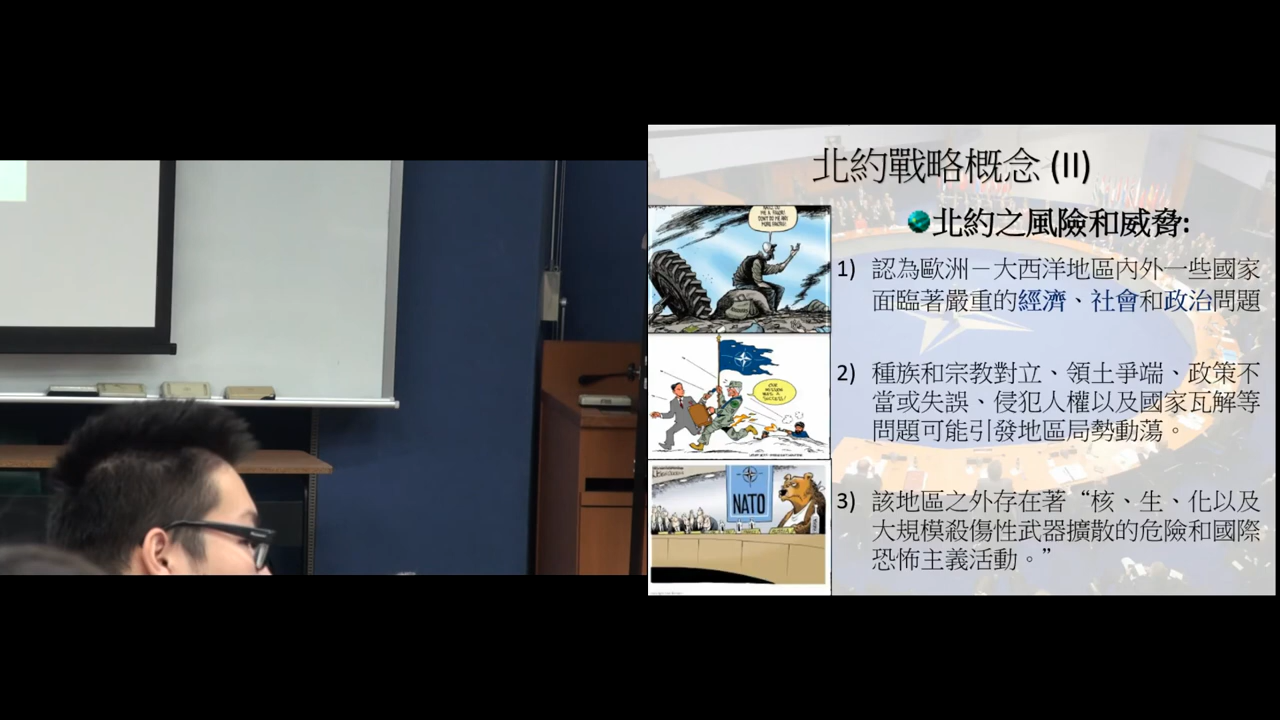 北約戰略概念 (II)
北約之風險和威脅:
1) 認為歐洲－大西洋地區內外一些國家
面臨著嚴重的經濟、社會和政治問題
2) 種族和宗教對立、領土爭端、政策不
當或失誤、侵犯人權以及國家瓦解等
問題可能引發地區局勢動蕩。
3) 該地區之外存在著“核、生、化以及
大規模殺傷性武器擴散的危險和國際
恐怖主義活動。”
NATO